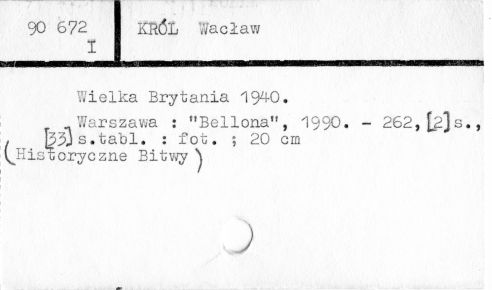 90 672
I
KRÓL Wacław
Wielka Brytania 1940.
Warszawa : "Bellona", 1990. - 262, [2]s.,
[33] s.tabl. : fot. ; 20 cm
(Historyczne Bitwy)